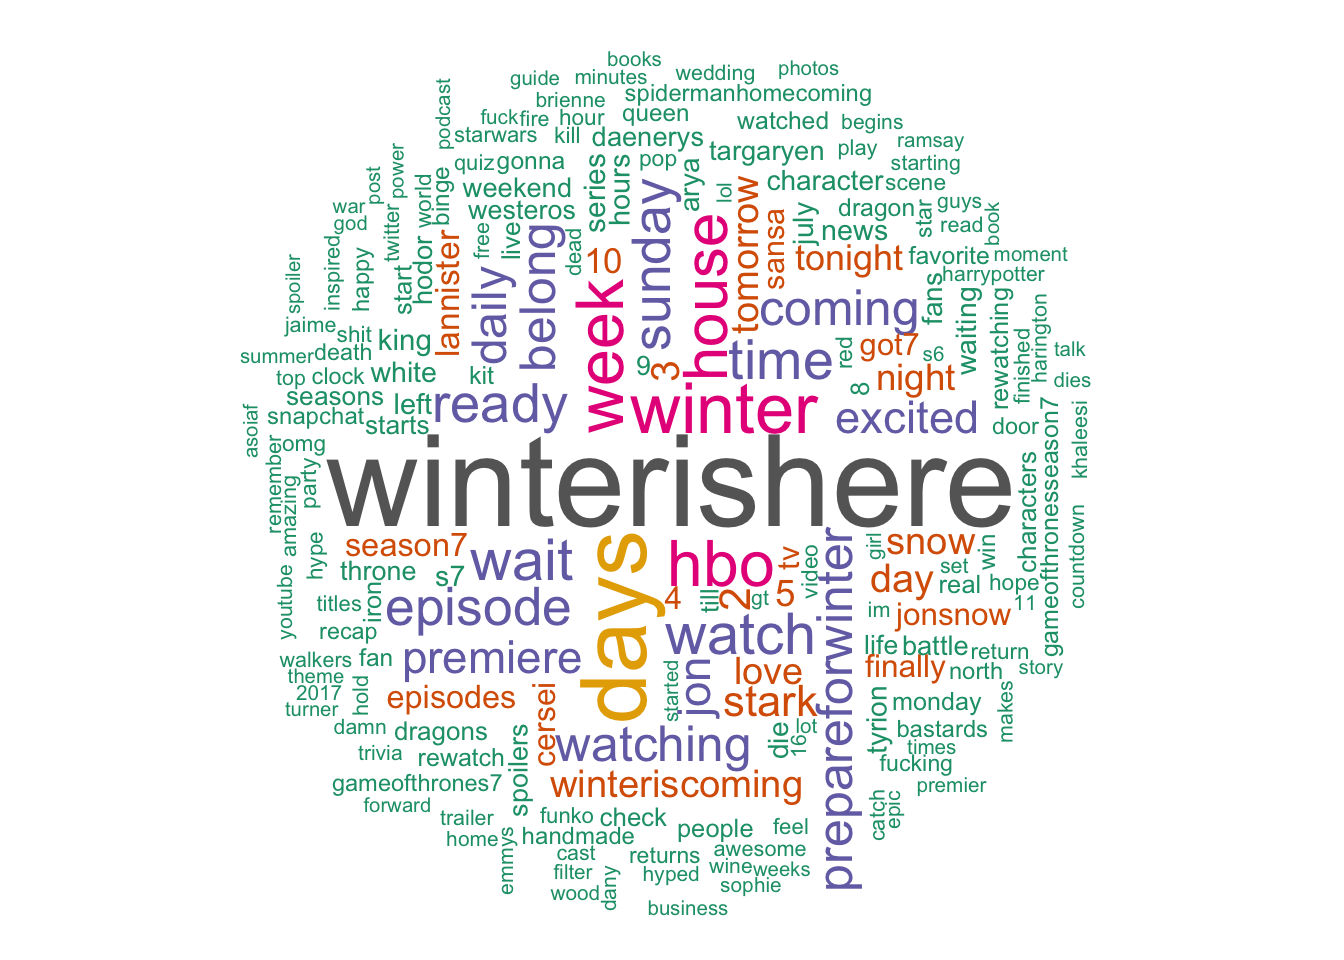 books
guide minutes wedding photos
brienne spidermanhomecoming
podcast fuck fire hour queen watched begins
starwars kill daenerys ramsay
quiz gonna series hours pop arya lol targaryen play starting
post power world binge weekend sunday tomorrow character scene
war god twitter hodor westeros free live belong dead 10 week house sansa july dragon star guys
news read book
spoiler inspired happy start lannister daily tonight favorite moment
coming fans harrypotter
jaime shit king 9 3 time red got7 s6 waiting rewatching finished harington talk
summer death top clock white kit night 8 dies
seasons left ready winter excited
asoiaf snapchat starts door gameofthronesseason7 khaleesi
omg
remember amazing party winterishere characters countdown
hype season7 wait days hbo tv video prepareforwinter girl snow win
youtube throne s7 set
iron episode 4 till 2 gt 5 day real hope
titles im jonsnow 11
recap watch life battle return
walkers fan premiere started jon love finally north story
theme
2017 hold episodes cersei stark tyrion monday makes
turner
damn dragons spoilers watching die 16 lot bastards
trivia rewatch times
gameofthrones7 winteriscoming fucking
premier
forward catch epic
trailer funko check people feel
home emmys handmade awesome
cast returns wine weeks
filter hyped sophie
wood dany
business